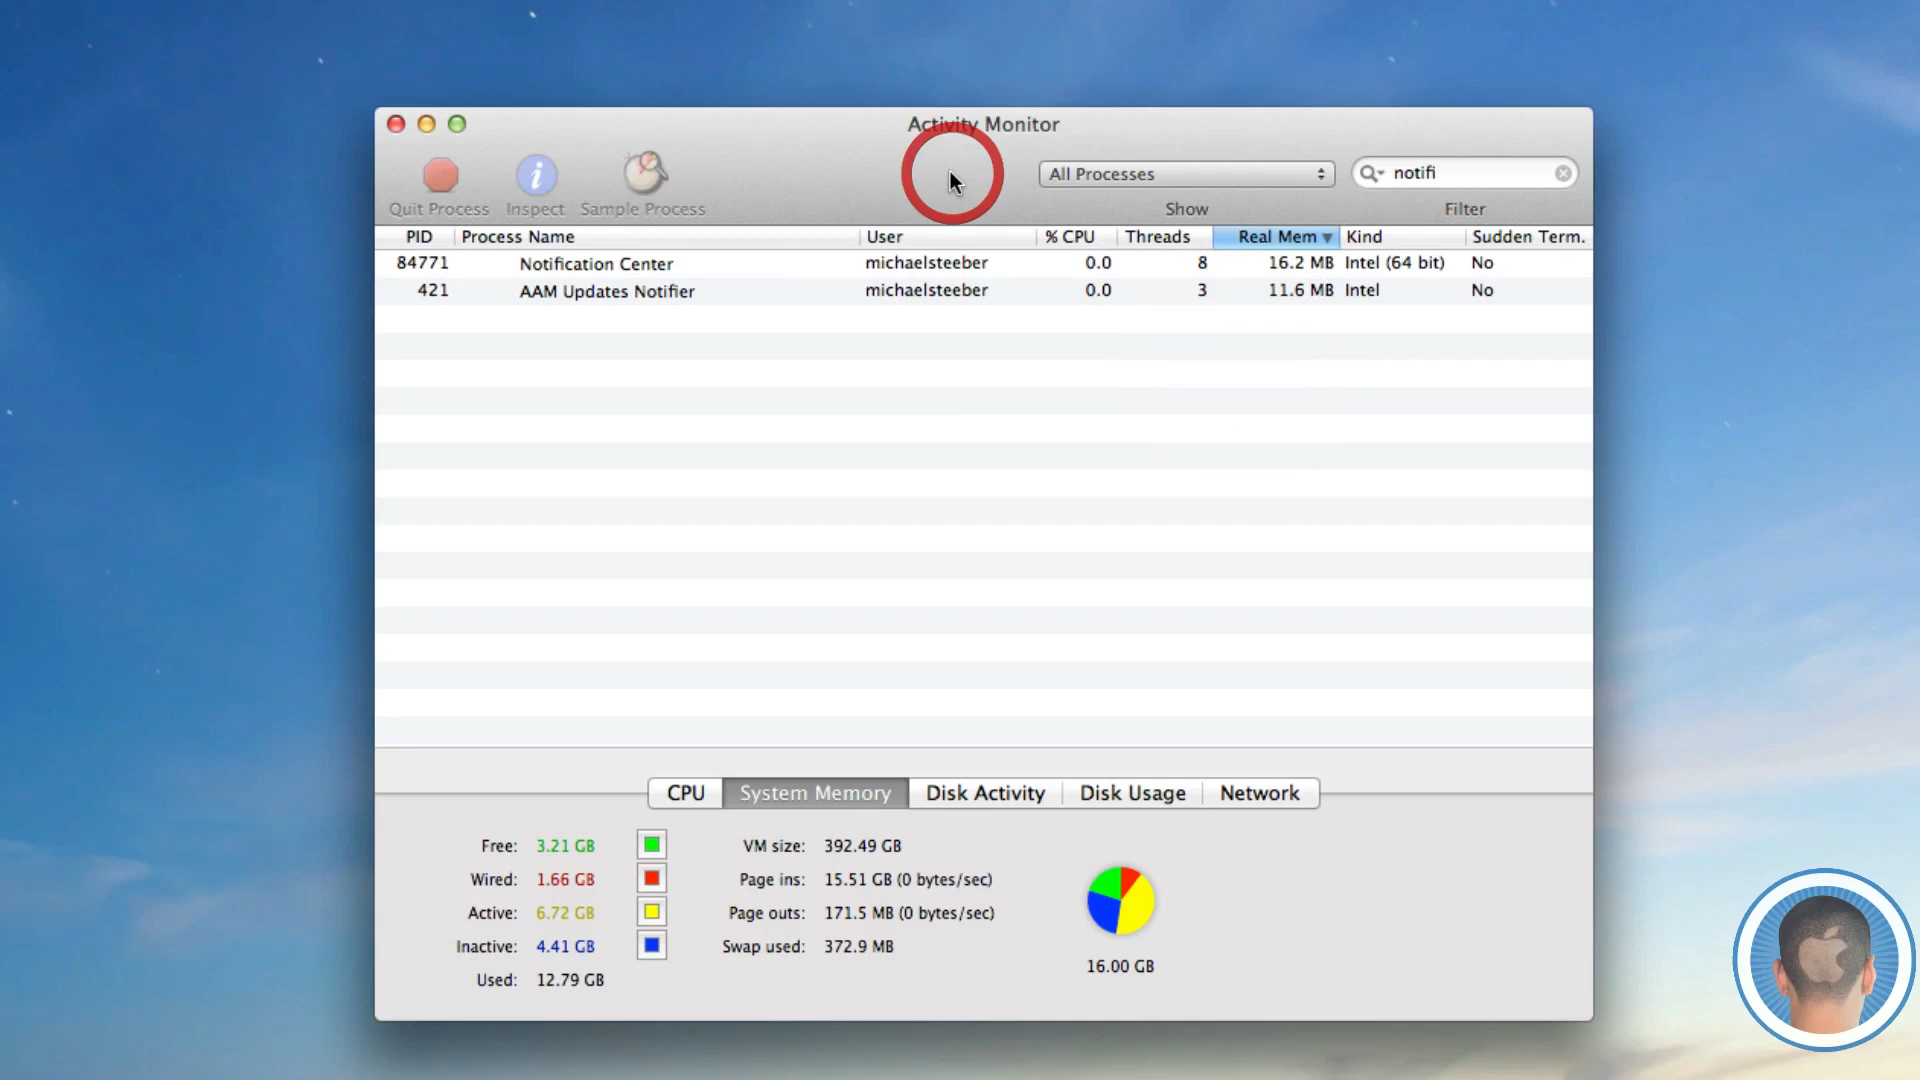 Activity Monitor
All Processes
notifi
Quit Process Inspect Sample Process Show Filter
PID Process Name User % CPU Threads Real Mem Kind Sudden Term.
84771 Notification Center michaelsteeber 0.0 8 16.2 MB Intel (64 bit) No
421 AAM Updates Notifier michaelsteeber 0.0 3 11.6 MB Intel No
CPU System Memory Disk Activity Disk Usage Network
Free: 3.21 GB VM size: 392.49 GB
Wired: 1.66 GB Page ins: 15.51 GB (0 bytes/sec)
Active: 6.72 GB Page outs: 171.5 MB (0 bytes/sec)
Inactive: 4.41 GB Swap used: 372.9 MB
16.00 GB
Used: 12.79 GB